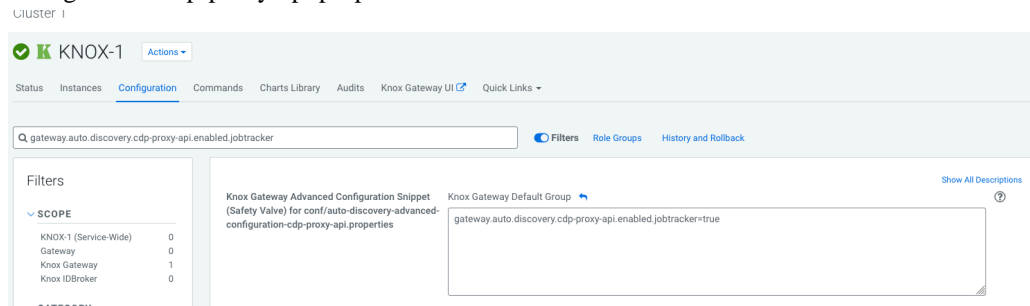 Cluster 1
KNOX-1 Actions
Status Instances Configuration Commands Charts Library Audits Knox Gateway UI Quick Links
gateway.auto.discovery.cdp-proxy-api.enabled.jobtracker
Filters Role Groups History and Rollback
Filters
Show All Descriptions
SCOPE
KNOX-1 (Service-Wide) 0
Gateway 0
Knox Gateway 1
Knox IDBroker 0
Knox Gateway Advanced Configuration Snippet
(Safety Valve) for conf/auto-discovery-advanced-
configuration-cdp-proxy-api.properties
Knox Gateway Default Group
?
gateway.auto.discovery.cdp-proxy-api.enabled.jobtracker=true